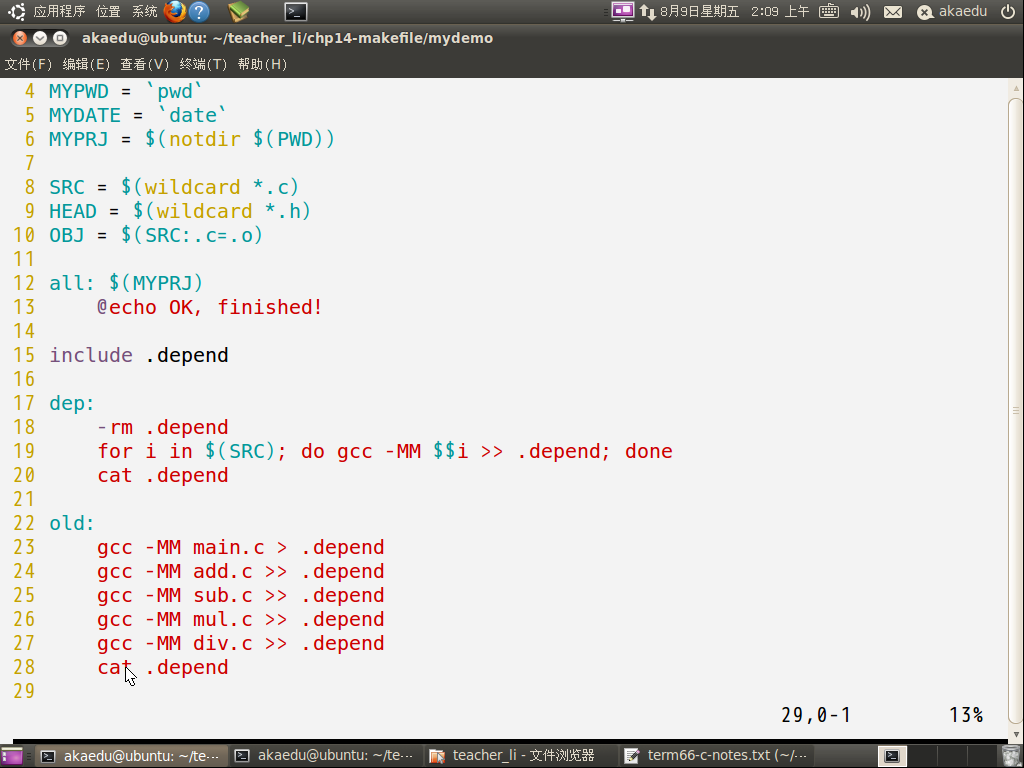 应用程序 位置 系统 8月9日星期五 2:09 上午 akaedu
akaedu@ubuntu: ~/teacher_li/chp14-makefile/mydemo
文件(F) 编辑(E) 查看(V) 终端(T) 帮助(H)
4 MYPWD = `pwd`
5 MYDATE = `date`
6 MYPRJ = $(notdir $(PWD))
7
8 SRC = $(wildcard *.c)
9 HEAD = $(wildcard *.h)
10 OBJ = $(SRC:.c=.o)
11
12 all: $(MYPRJ)
13 @echo OK, finished!
14
15 include .depend
16
17 dep:
18 -rm .depend
19 for i in $(SRC); do gcc -MM $$i >> .depend; done
20 cat .depend
21
22 old:
23 gcc -MM main.c > .depend
24 gcc -MM add.c >> .depend
25 gcc -MM sub.c >> .depend
26 gcc -MM mul.c >> .depend
27 gcc -MM div.c >> .depend
28 cat .depend
29
29,0-1 13%
akaedu@ubuntu: ~/te··· akaedu@ubuntu: ~/te··· teacher_li - 文件浏览器 term66-c-notes.txt (~/···